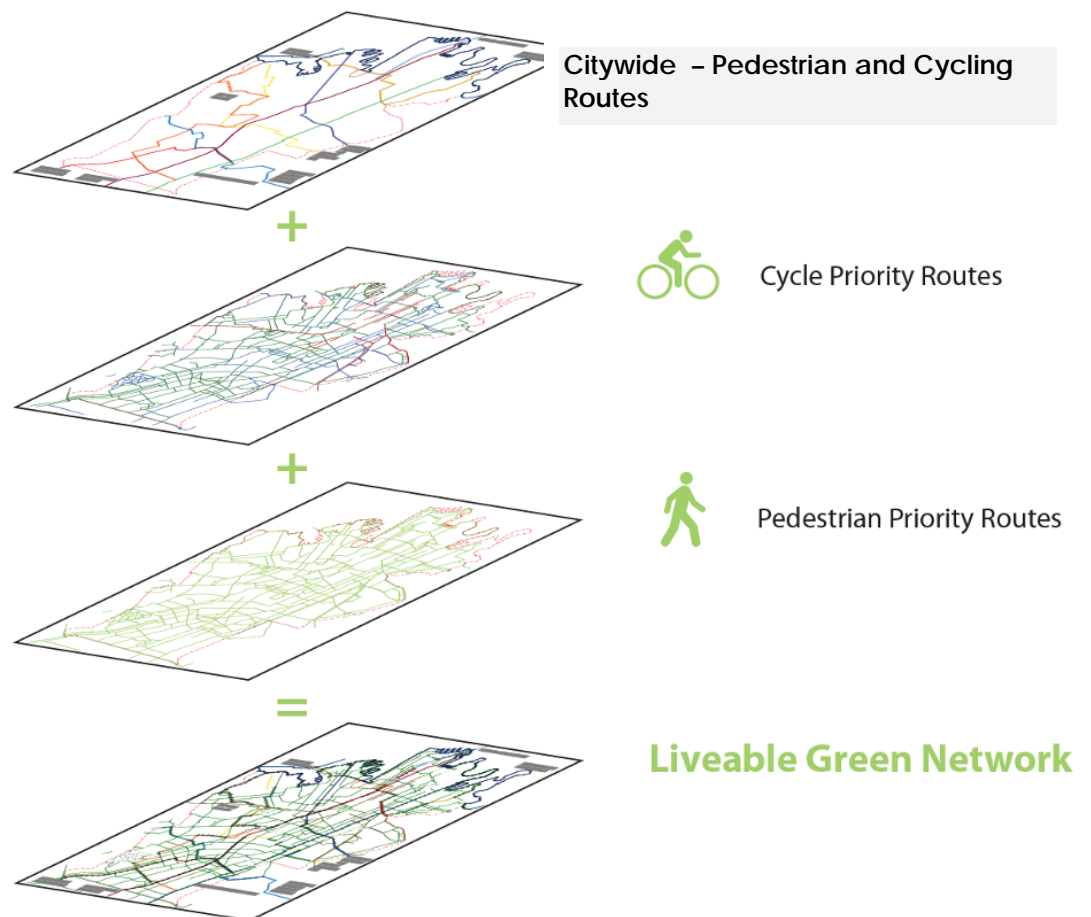 Citywide – Pedestrian and Cycling
Routes
+
Cycle Priority Routes
+
Pedestrian Priority Routes
=
Liveable Green Network